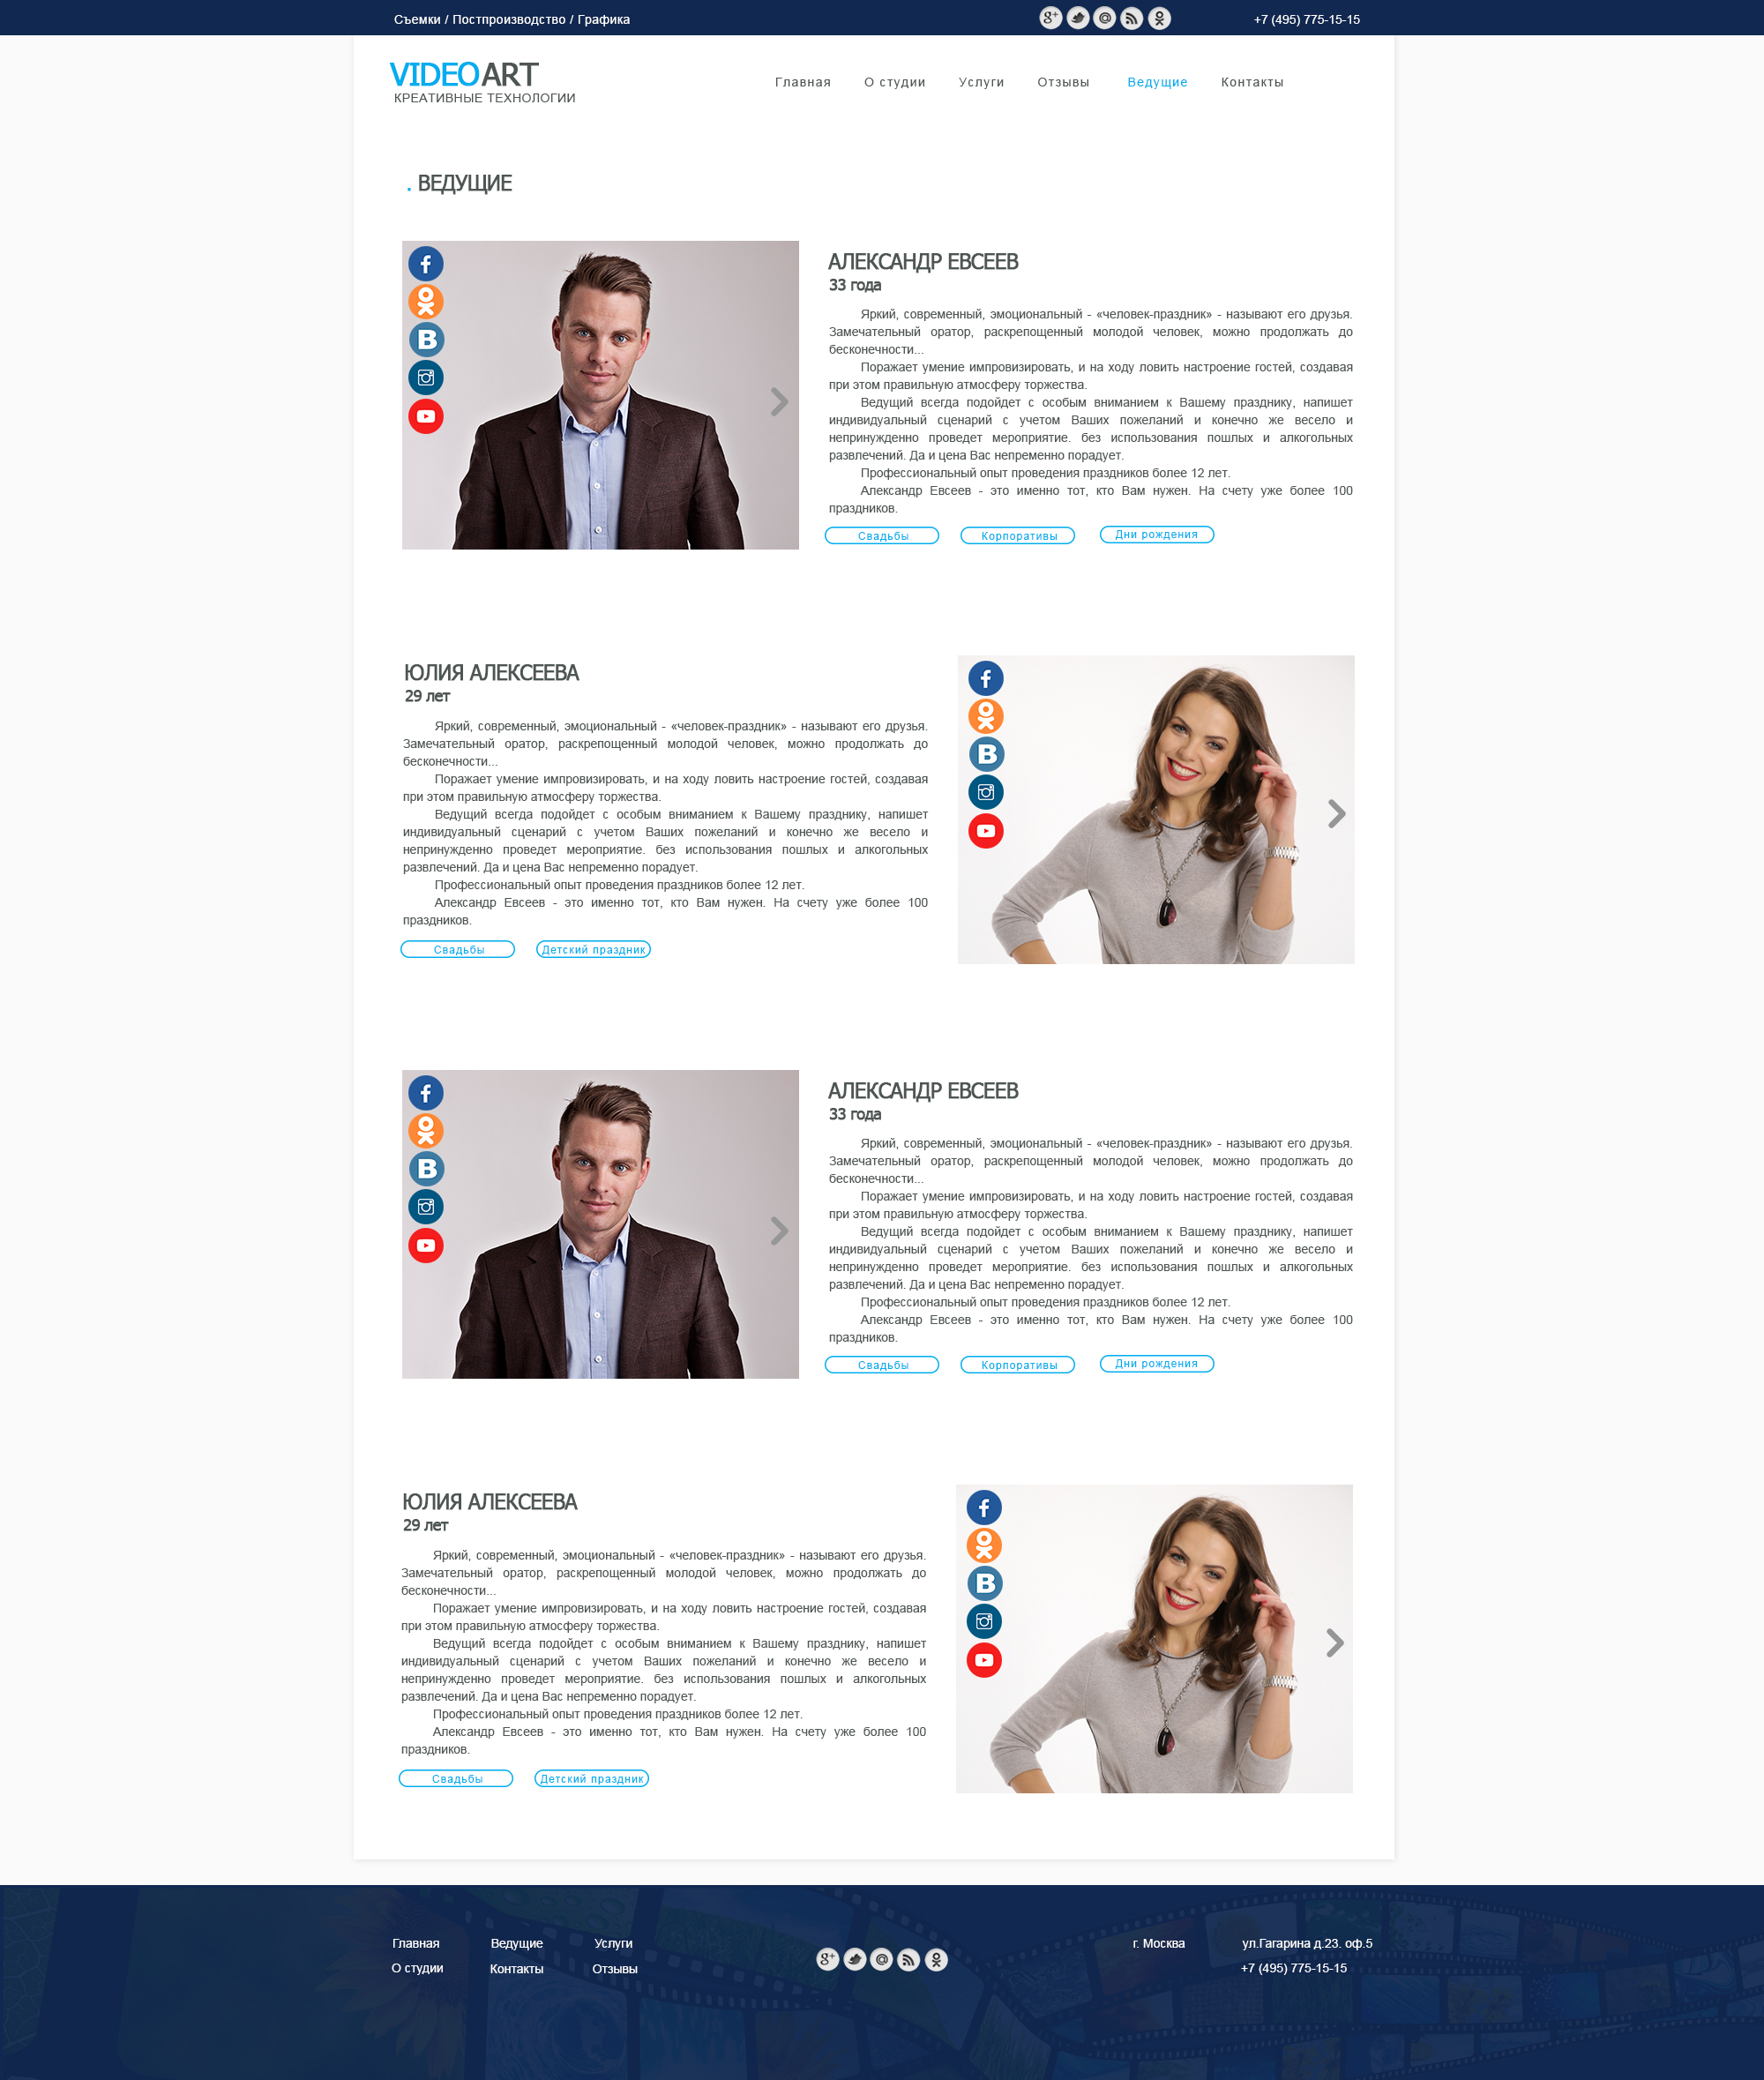 Съемки / Постпроизводство / Графика
+7 (495) 775-15-15
VIDEOART
КРЕАТИВНЫЕ ТЕХНОЛОГИИ
Главная О студии Услуги Отзывы Ведущие Контакты
. ВЕДУЩИЕ
АЛЕКСАНДР ЕВСЕЕВ
33 года
Яркий, современный, эмоциональный - «человек-праздник» - называют его друзья.
Замечательный оратор, раскрепощенный молодой человек, можно продолжать до
бесконечности...
Поражает умение импровизировать, и на ходу ловить настроение гостей, создавая
при этом правильную атмосферу торжества.
Ведущий всегда подойдет с особым вниманием к Вашему празднику, напишет
индивидуальный сценарий с учетом Ваших пожеланий и конечно же весело и
непринужденно проведет мероприятие. без использования пошлых и алкогольных
развлечений. Да и цена Вас непременно порадует.
Профессиональный опыт проведения праздников более 12 лет.
Александр Евсеев - это именно тот, кто Вам нужен. На счету уже более 100
праздников.
Свадьбы Корпоративы Дни рождения
ЮЛИЯ АЛЕКСЕЕВА
29 лет
Яркий, современный, эмоциональный - «человек-праздник» - называют его друзья.
Замечательный оратор, раскрепощенный молодой человек, можно продолжать до
бесконечности...
Поражает умение импровизировать, и на ходу ловить настроение гостей, создавая
при этом правильную атмосферу торжества.
Ведущий всегда подойдет с особым вниманием к Вашему празднику, напишет
индивидуальный сценарий с учетом Ваших пожеланий и конечно же весело и
непринужденно проведет мероприятие. без использования пошлых и алкогольных
развлечений. Да и цена Вас непременно порадует.
Профессиональный опыт проведения праздников более 12 лет.
Александр Евсеев - это именно тот, кто Вам нужен. На счету уже более 100
праздников.
Свадьбы Детский праздник
АЛЕКСАНДР ЕВСЕЕВ
33 года
Яркий, современный, эмоциональный - «человек-праздник» - называют его друзья.
Замечательный оратор, раскрепощенный молодой человек, можно продолжать до
бесконечности...
Поражает умение импровизировать, и на ходу ловить настроение гостей, создавая
при этом правильную атмосферу торжества.
Ведущий всегда подойдет с особым вниманием к Вашему празднику, напишет
индивидуальный сценарий с учетом Ваших пожеланий и конечно же весело и
непринужденно проведет мероприятие. без использования пошлых и алкогольных
развлечений. Да и цена Вас непременно порадует.
Профессиональный опыт проведения праздников более 12 лет.
Александр Евсеев - это именно тот, кто Вам нужен. На счету уже более 100
праздников.
Свадьбы Корпоративы Дни рождения
ЮЛИЯ АЛЕКСЕЕВА
29 лет
Яркий, современный, эмоциональный - «человек-праздник» - называют его друзья.
Замечательный оратор, раскрепощенный молодой человек, можно продолжать до
бесконечности...
Поражает умение импровизировать, и на ходу ловить настроение гостей, создавая
при этом правильную атмосферу торжества.
Ведущий всегда подойдет с особым вниманием к Вашему празднику, напишет
индивидуальный сценарий с учетом Ваших пожеланий и конечно же весело и
непринужденно проведет мероприятие. без использования пошлых и алкогольных
развлечений. Да и цена Вас непременно порадует.
Профессиональный опыт проведения праздников более 12 лет.
Александр Евсеев - это именно тот, кто Вам нужен. На счету уже более 100
праздников.
Свадьбы Детский праздник
Главная Ведущие Услуги
О студии Контакты Отзывы
г. Москва ул.Гагарина д.23. оф.5
+7 (495) 775-15-15